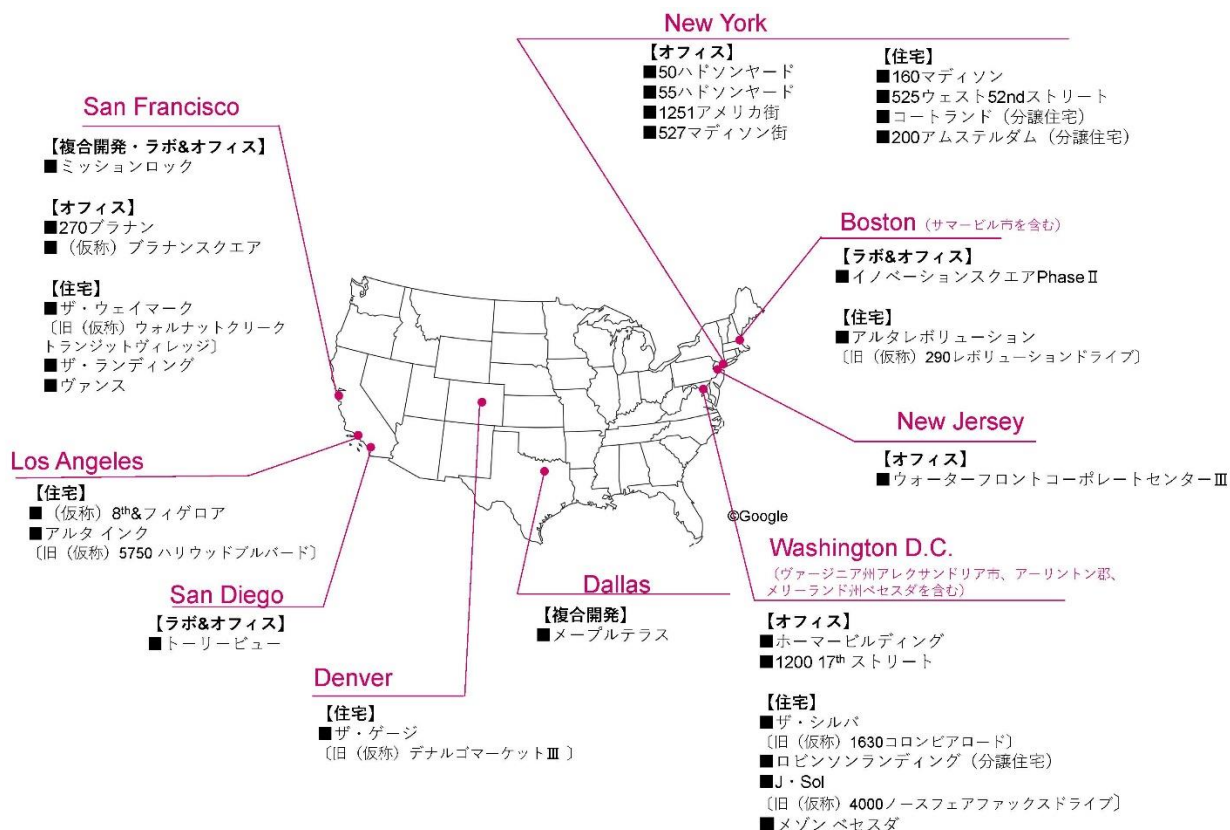 New York
【オフィス】
■50ハドソンヤード
■55ハドソンヤード
■1251アメリカ街
■527マディソン街
【住宅】
■160マディソン
■525ウェスト52ndストリート
■コートランド（分譲住宅）
■200アムステルダム（分譲住宅）
San Francisco
【複合開発・ラボ&オフィス】
■ミッションロック
【オフィス】
■270ブラナン
■（仮称）ブラナンスクエア
【住宅】
■ザ・ウェイマーク
〔旧（仮称）ウォルナットクリーク
トランジットヴィレッジ〕
■ザ・ランディング
■ヴァンス
Boston（サマービル市を含む）
【ラボ&オフィス】
■イノベーションスクエアPhaseⅡ
【住宅】
■アルタレボリューション
〔旧（仮称）290レボリューションドライブ〕
New Jersey
【オフィス】
■ウォーターフロントコーポレートセンターⅢ
Los Angeles
【住宅】
■（仮称）8th&フィゲロア
■アルタ インク
〔旧（仮称）5750 ハリウッドブルバード〕
©Google
San Diego
【ラボ&オフィス】
■トーリービュー
Dallas
【複合開発】
■メープルテラス
Washington D.C.
（ヴァージニア州アレクサンドリア市、アーリントン郡、
メリーランド州ベセスダを含む）
【オフィス】
■ホーマービルディング
■1200 17th ストリート
【住宅】
■ザ・シルバ
〔旧（仮称）1630コロンビアロード〕
■ロビンソンランディング（分譲住宅）
■J・Sol
〔旧（仮称）4000ノースフェアファックスドライブ〕
■メゾン ベセスダ
Denver
【住宅】
■ザ・ゲージ
〔旧（仮称）デナルゴマーケットⅢ 〕